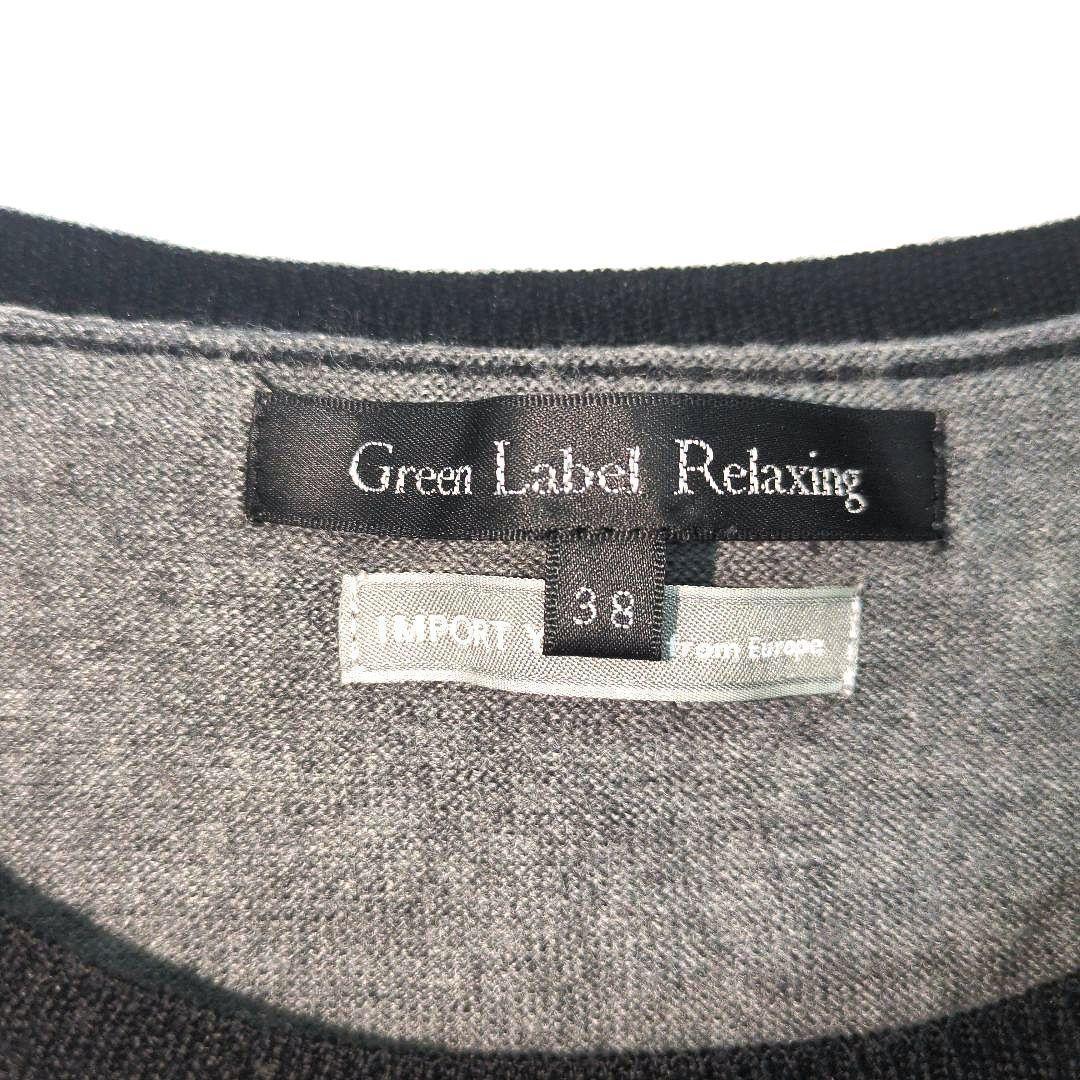 Green Label Relaxing
38
IMPORT from Europe